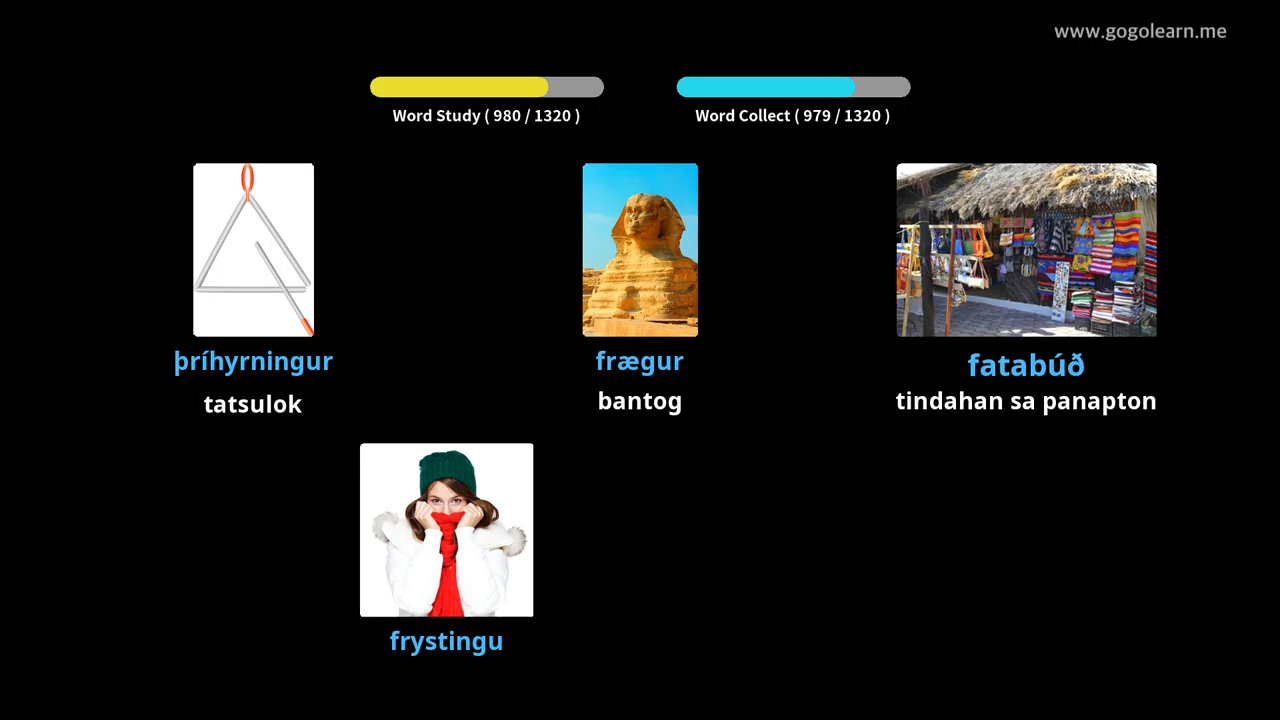 www.gogolearn.me
Word Study ( 980 / 1320 )
Word Collect ( 979 / 1320 )
þríhyrningur
frægur
fatabúð
tatsulok
bantog
tindahan sa panapton
frystingu